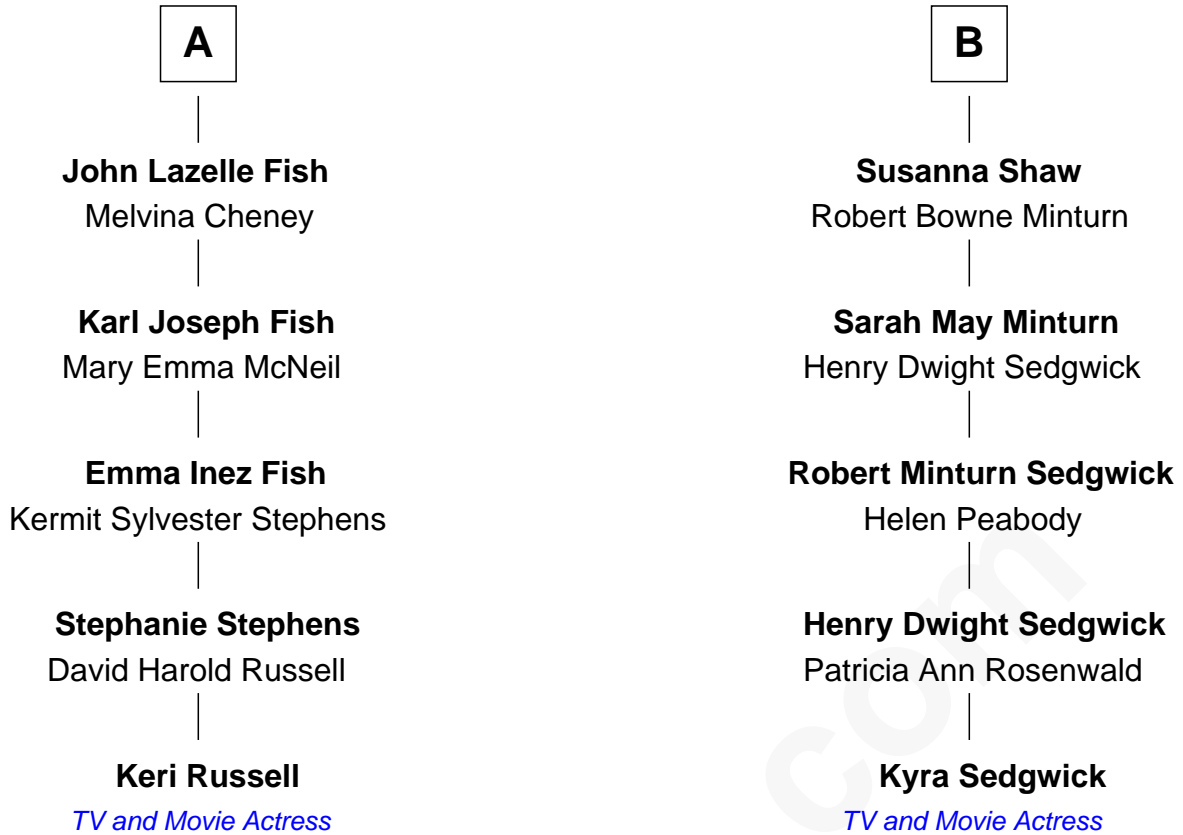 A
John Lazelle Fish
Melvina Cheney
Karl Joseph Fish
Mary Emma McNeil
Emma Inez Fish
Kermit Sylvester Stephens
Stephanie Stephens
David Harold Russell
Keri Russell
TV and Movie Actress
B
Susanna Shaw
Robert Bowne Minturn
Sarah May Minturn
Henry Dwight Sedgwick
Robert Minturn Sedgwick
Helen Peabody
Henry Dwight Sedgwick
Patricia Ann Rosenwald
Kyra Sedgwick
TV and Movie Actress
com